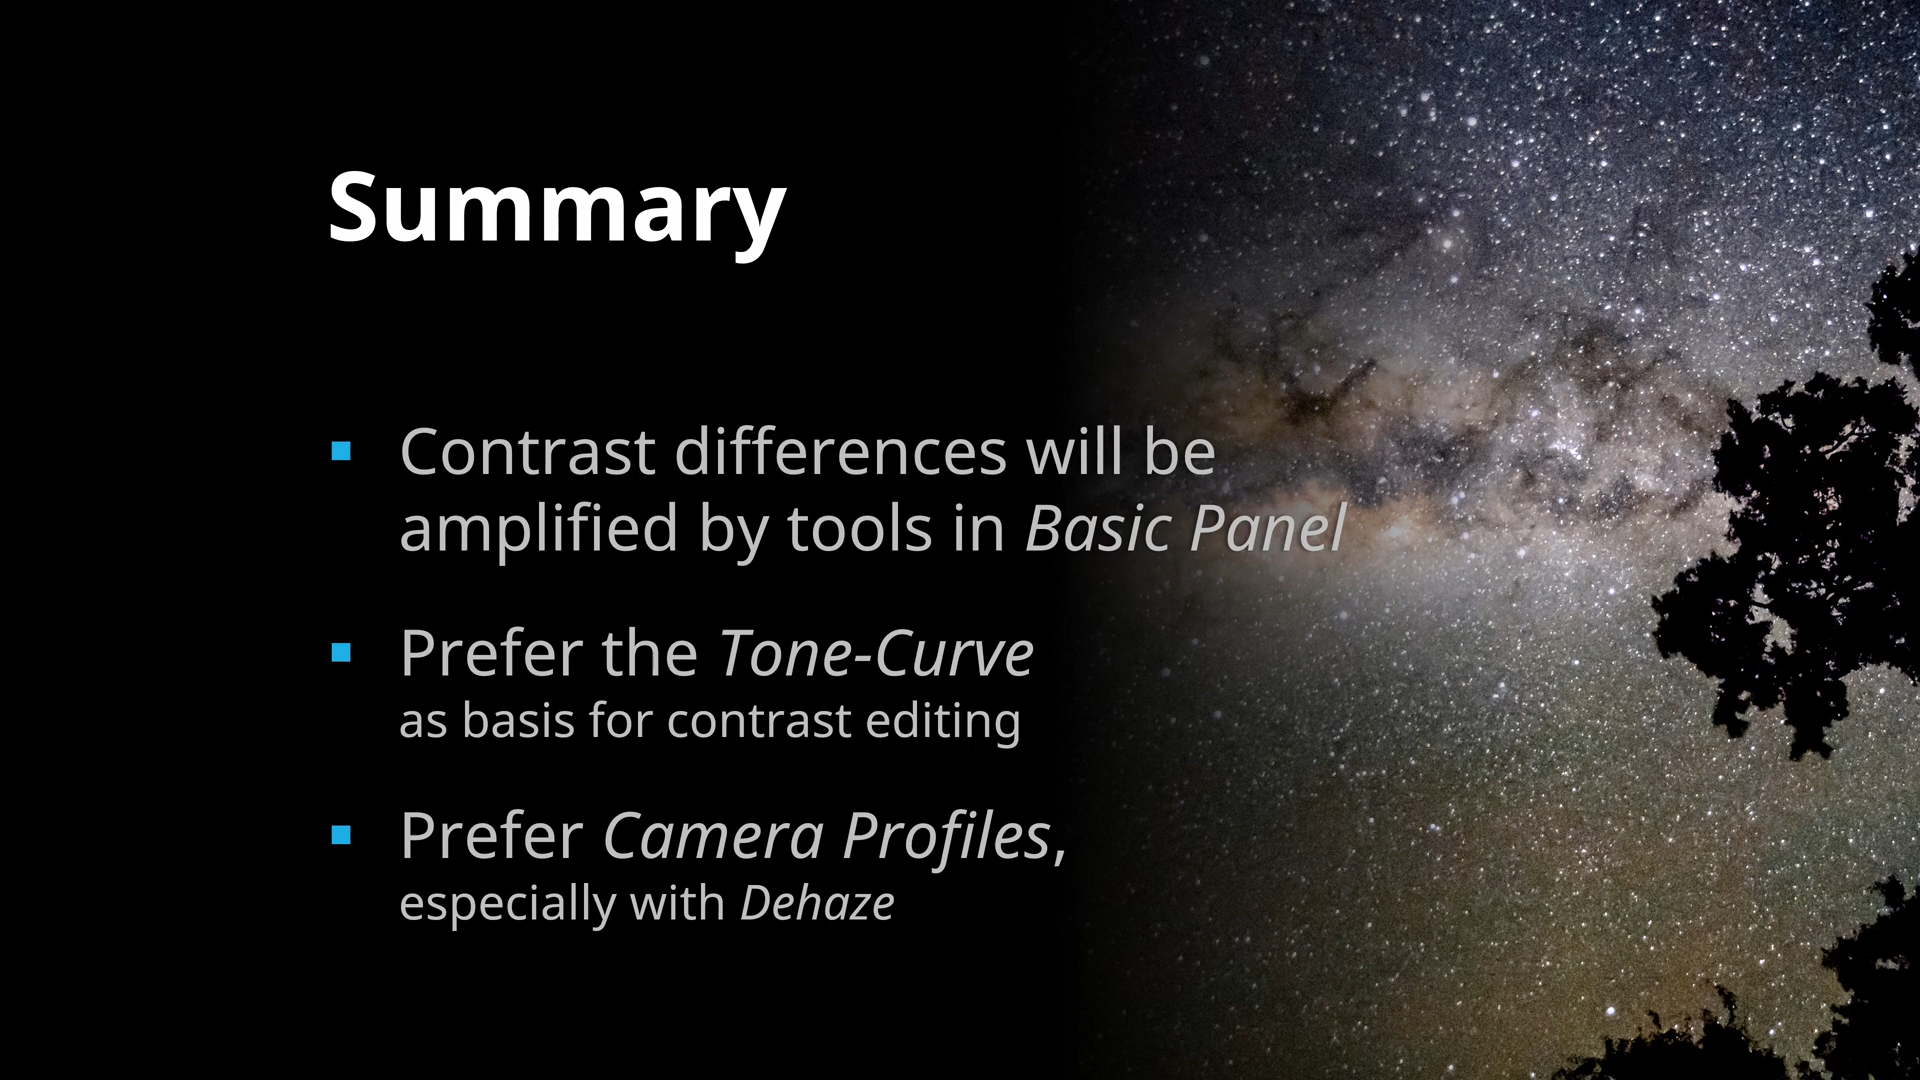 Summary
Contrast differences will be
amplified by tools in Basic Panel
Prefer the Tone-Curve
as basis for contrast editing
Prefer Camera Profiles,
especially with Dehaze